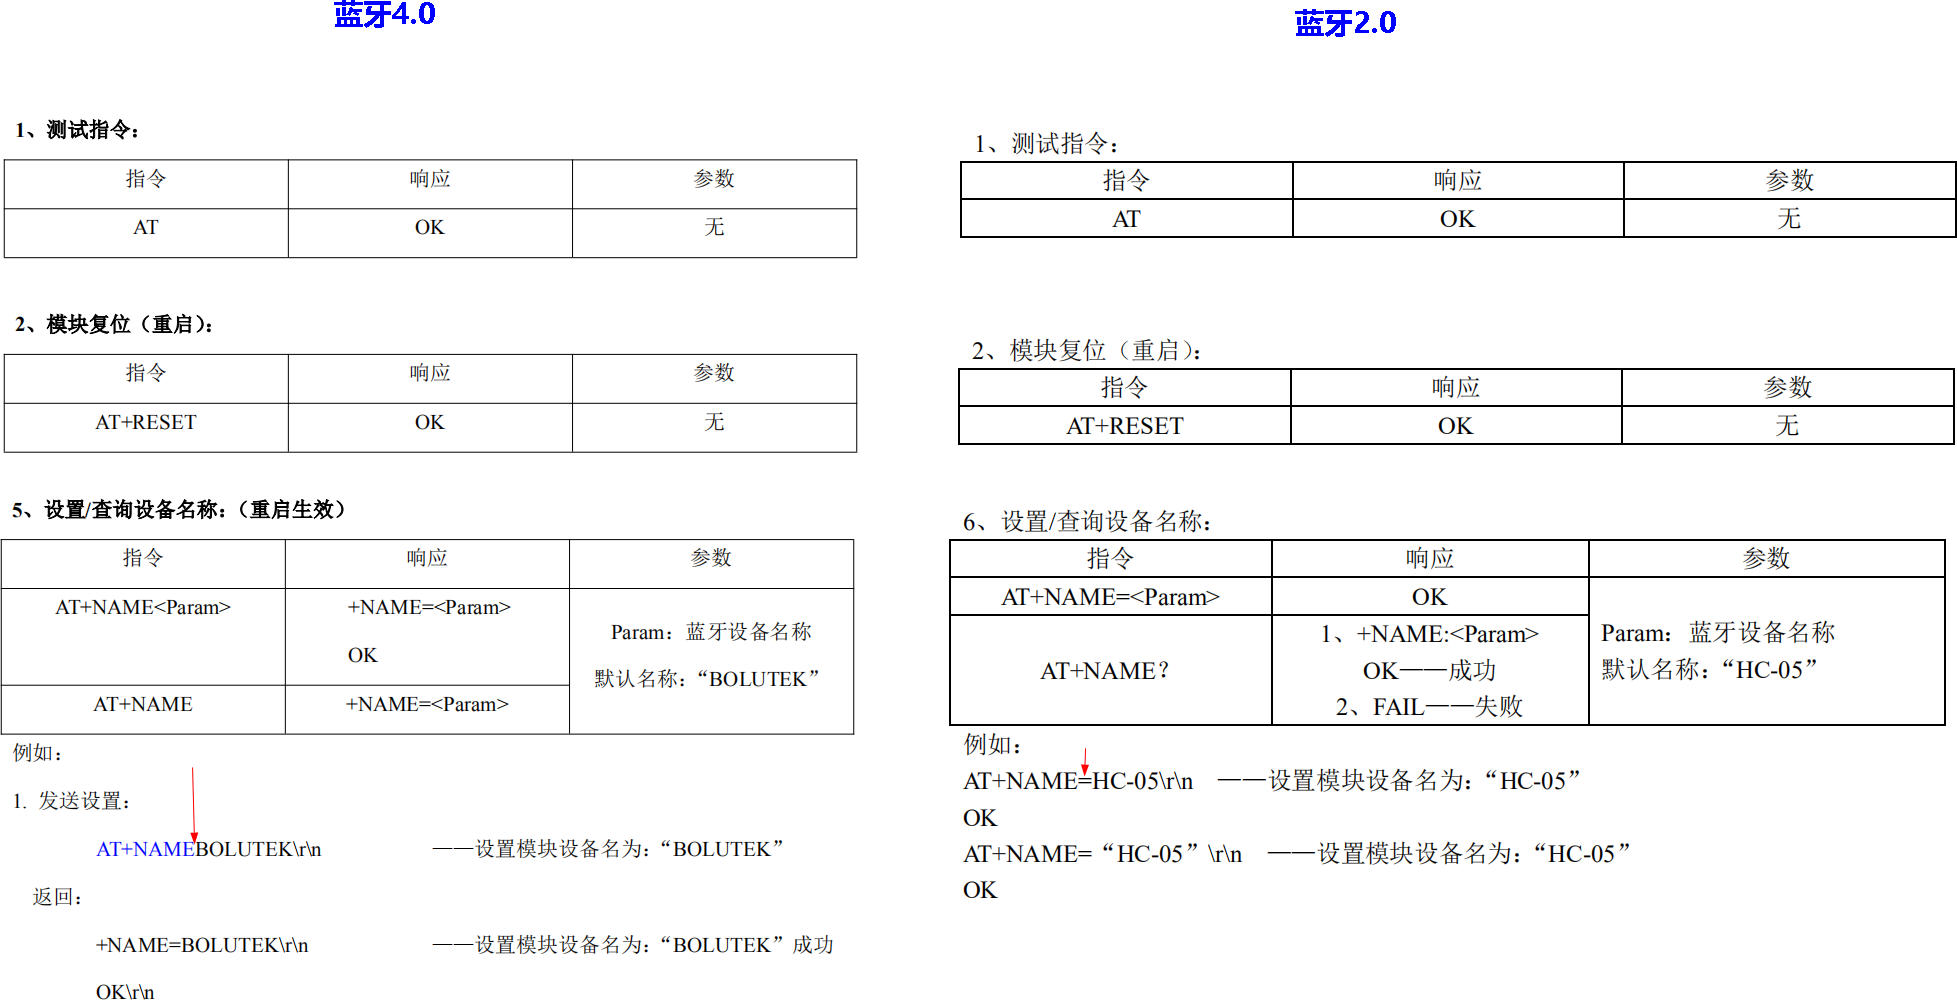 蓝牙4.0
1、测试指令：
指令 响应 参数
AT OK 无
2、模块复位（重启）：
指令 响应 参数
AT+RESET OK 无
5、设置/查询设备名称：（重启生效）
指令 响应 参数
AT+NAME<Param> +NAME=<Param>
OK
Param：蓝牙设备名称
默认名称：“BOLUTEK”
AT+NAME +NAME=<Param>
例如：
1. 发送设置：
AT+NAMEBOLUTEK\r\n ——设置模块设备名为：“BOLUTEK”
返回：
+NAME=BOLUTEK\r\n ——设置模块设备名为：“BOLUTEK”成功
OK\r\n
蓝牙2.0
1、测试指令：
指令 响应 参数
AT OK 无
2、模块复位（重启）：
指令 响应 参数
AT+RESET OK 无
6、设置/查询设备名称：
指令 响应 参数
AT+NAME=<Param> OK
AT+NAME？
1、+NAME:<Param>
OK——成功
2、FAIL——失败
Param：蓝牙设备名称
默认名称：“HC-05”
例如：
AT+NAME=HC-05\r\n ——设置模块设备名为：“HC-05”
OK
AT+NAME=“HC-05”\r\n ——设置模块设备名为：“HC-05”
OK